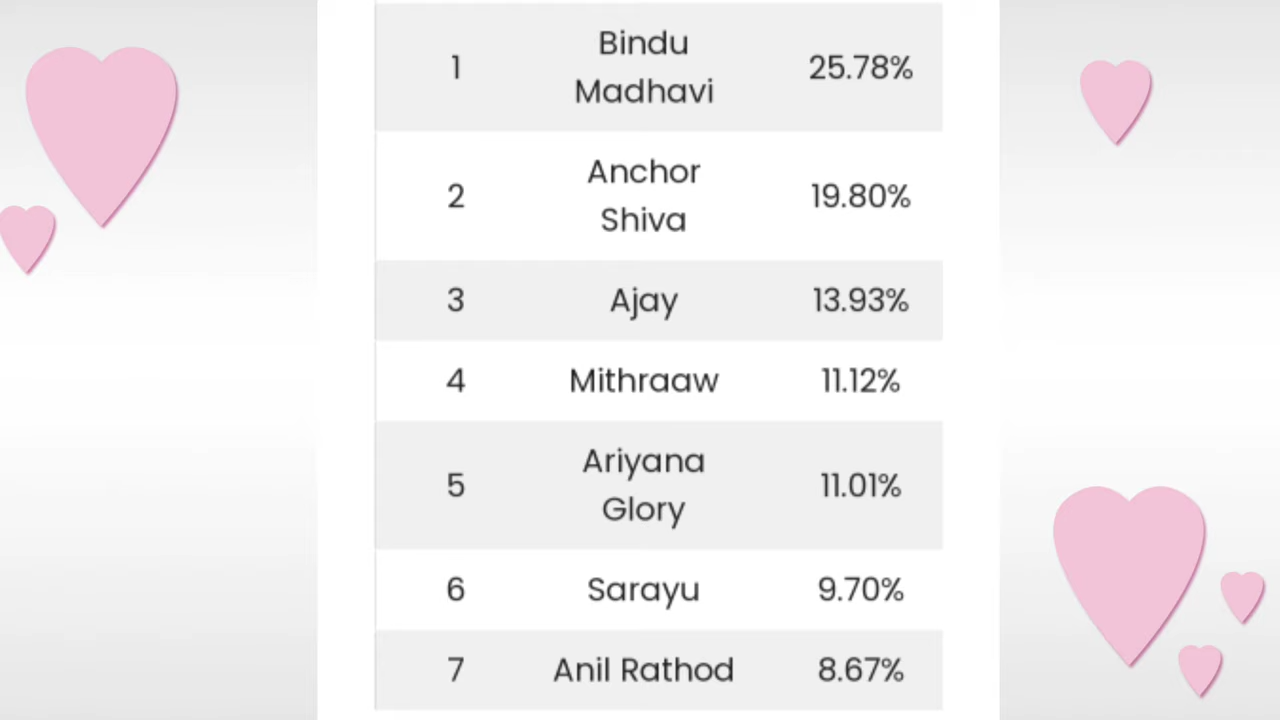 1 Bindu Madhavi 25.78%
2 Anchor Shiva 19.80%
3 Ajay 13.93%
4 Mithraaw 11.12%
5 Ariyana Glory 11.01%
6 Sarayu 9.70%
7 Anil Rathod 8.67%